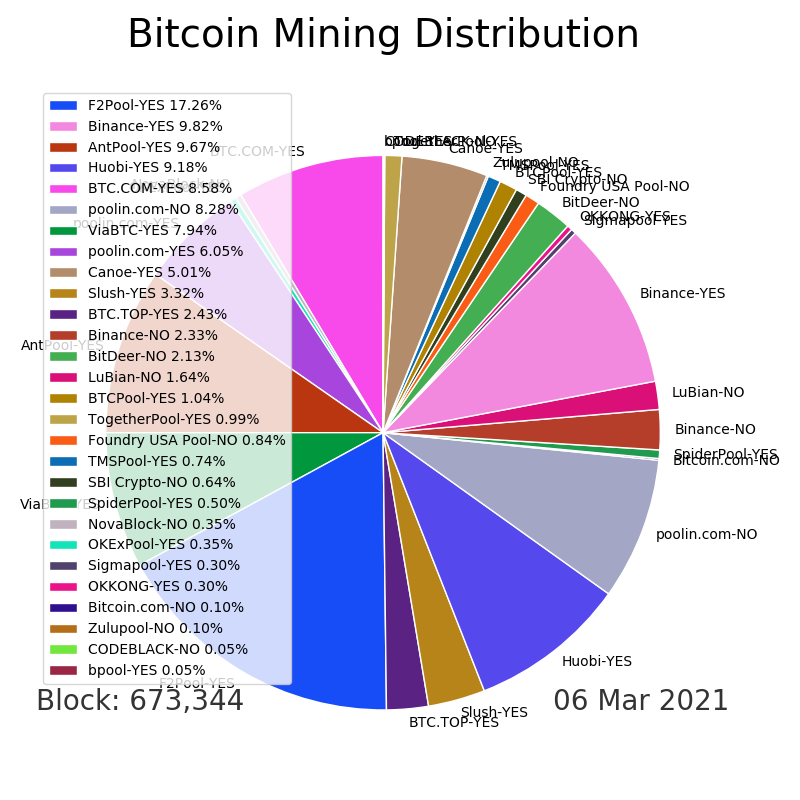 Bitcoin Mining Distribution
F2Pool-YES 17.26%
Binance-YES 9.82%
AntPool-YES 9.67%
Huobi-YES 9.18%
BTC.COM-YES 8.58%
poolin.com-NO 8.28%
ViaBTC-YES 7.94%
poolin.com-YES 6.05%
Canoe-YES 5.01%
Slush-YES 3.32%
BTC.TOP-YES 2.43%
Binance-NO 2.33%
BitDeer-NO 2.13%
LuBian-NO 1.64%
BTCPool-YES 1.04%
TogetherPool-YES 0.99%
Foundry USA Pool-NO 0.84%
TMSPool-YES 0.74%
SBI Crypto-NO 0.64%
SpiderPool-YES 0.50%
NovaBlock-NO 0.35%
OKExPool-YES 0.35%
Sigmapool-YES 0.30%
OKKONG-YES 0.30%
Bitcoin.com-NO 0.10%
Zulupool-NO 0.10%
CODEBLACK-NO 0.05%
bpool-YES 0.05%
BTC.COM-YES
NovaBlock-NO
poolin.com-YES
AntPool-YES
ViaBTC-YES
F2Pool-YES
Canoe-YES
Zulupool-NO
TMSPool-YES
BTCPool-YES
SBI Crypto-NO
Foundry USA Pool-NO
BitDeer-NO
OKKONG-YES
Sigmapool-YES
Binance-YES
LuBian-NO
Binance-NO
SpiderPool-YES
Bitcoin.com-NO
poolin.com-NO
Huobi-YES
Slush-YES
BTC.TOP-YES
Block: 673,344
06 Mar 2021